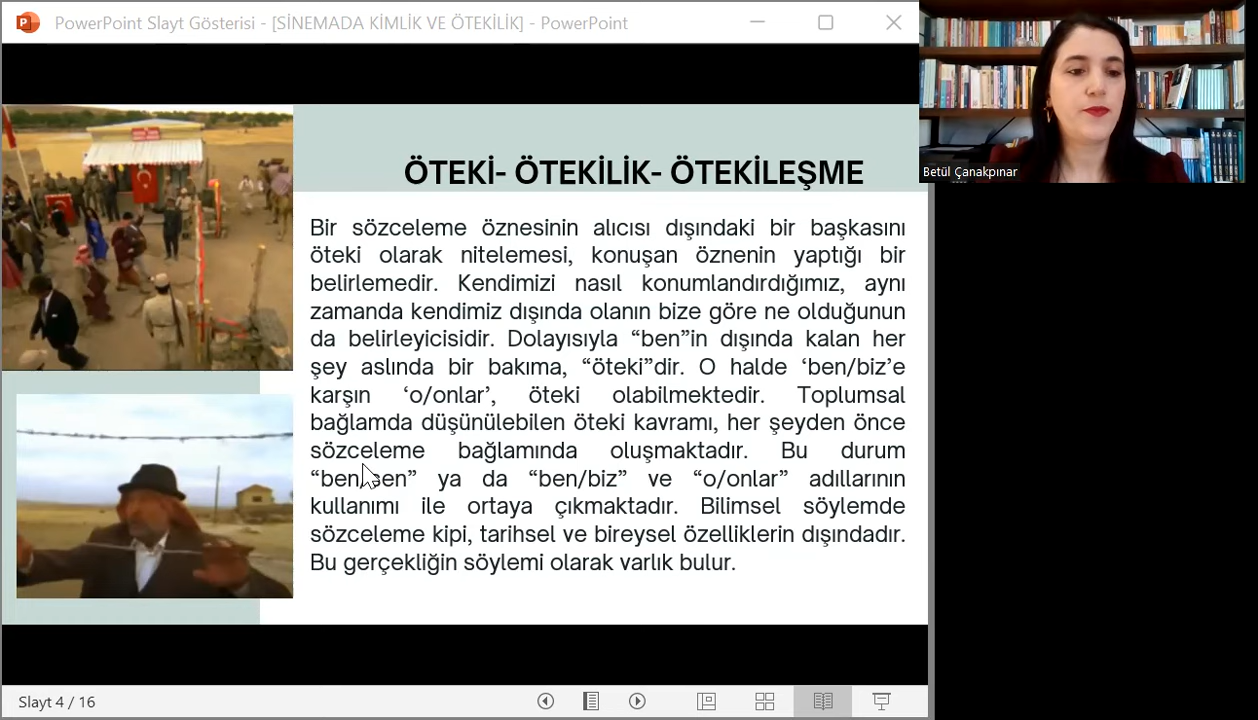 PowerPoint Slayt Gösterisi - [SİNEMADA KİMLİK VE ÖTEKİLİK] - PowerPoint
Betül Çanakpınar
ÖTEKİ- ÖTEKİLİK- ÖTEKİLEŞME
Bir sözceleme öznesinin alıcısı dışındaki bir başkasını
öteki olarak nitelemesi, konuşan öznenin yaptığı bir
belirlemedir. Kendimizi nasıl konumlandırdığımız, aynı
zamanda kendimiz dışında olanın bize göre ne olduğunun
da belirleyicisidir. Dolayısıyla “ben”in dışında kalan her
şey aslında bir bakıma, “öteki”dir. O halde ‘ben/biz’e
karşın ‘o/onlar’, öteki olabilmektedir. Toplumsal
bağlamda düşünülebilen öteki kavramı, her şeyden önce
sözceleme bağlamında oluşmaktadır. Bu durum
“ben/sen” ya da “ben/biz” ve “o/onlar” adıllarının
kullanımı ile ortaya çıkmaktadır. Bilimsel söylemde
sözceleme kipi, tarihsel ve bireysel özelliklerin dışındadır.
Bu gerçekliğin söylemi olarak varlık bulur.
Slayt 4 / 16